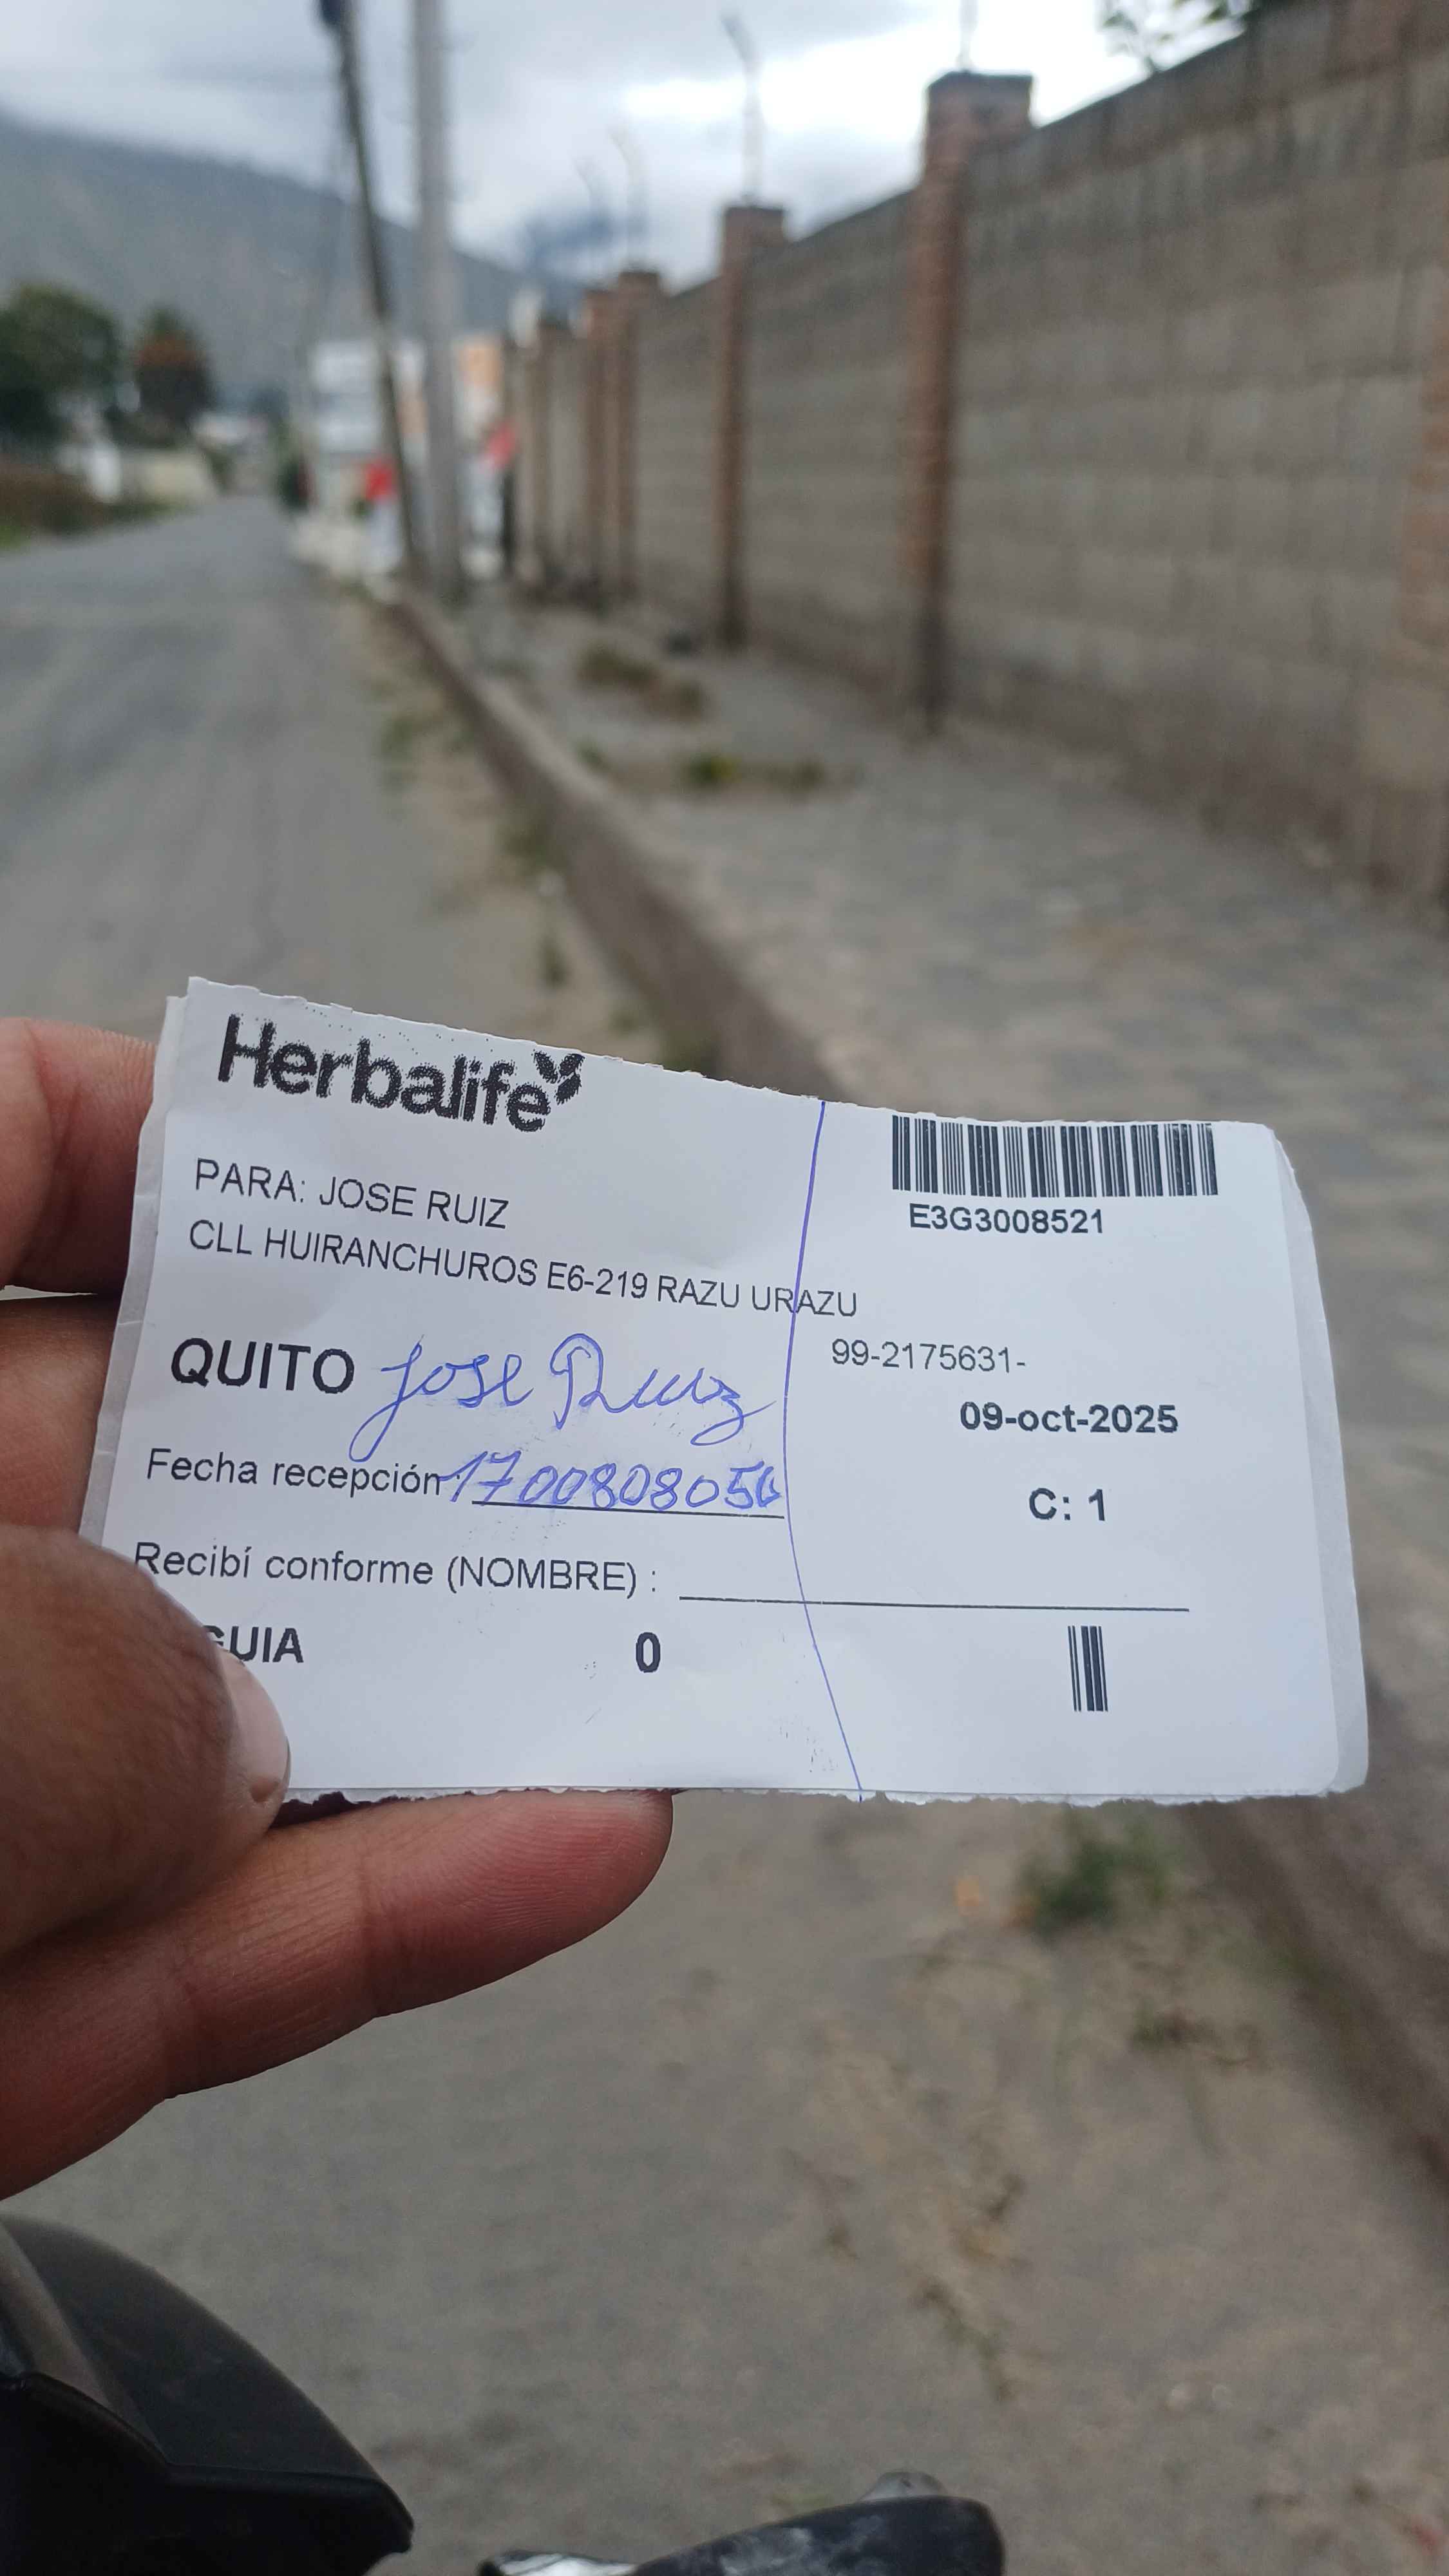 Herbalife
E3G3008521
PARA: JOSE RUIZ
CLL HUIRANCHUROS E6-219 RAZU URAZU
99-2175631-
QUITO Jose Ruiz
09-oct-2025
Fecha recepción: 1700808056
C: 1
Recibí conforme (NOMBRE) :
GUIA 0